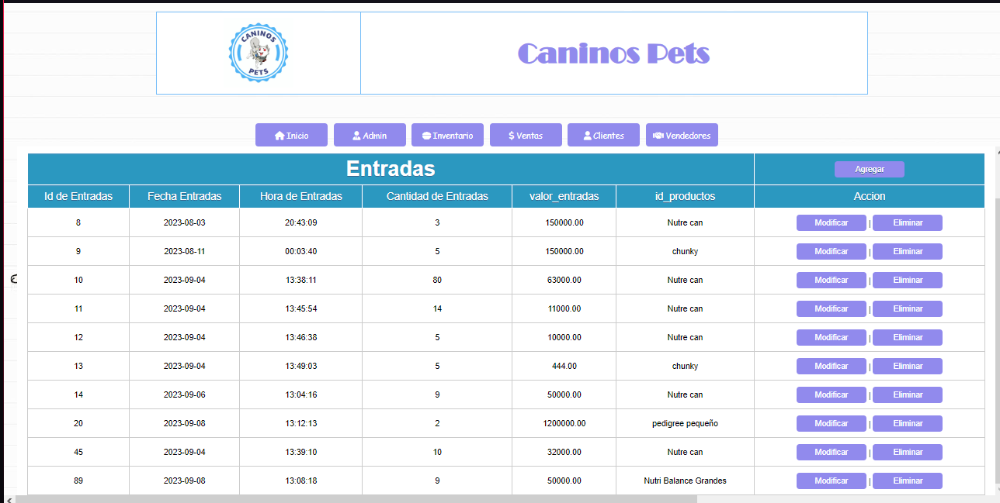 CANINOS
PETS
Caninos Pets
Inicio Admin Inventario $ Ventas Clientes Vendedores
Entradas Agregar
Id de Entradas Fecha Entradas Hora de Entradas Cantidad de Entradas valor_entradas id_productos Accion
8 2023-08-03 20:43:09 3 150000.00 Nutre can Modificar | Eliminar
9 2023-08-11 00:03:40 5 150000.00 chunky Modificar | Eliminar
10 2023-09-04 13:38:11 80 63000.00 Nutre can Modificar | Eliminar
11 2023-09-04 13:45:54 14 11000.00 Nutre can Modificar | Eliminar
12 2023-09-04 13:46:38 5 10000.00 Nutre can Modificar | Eliminar
13 2023-09-04 13:49:03 5 444.00 chunky Modificar | Eliminar
14 2023-09-06 13:04:16 9 50000.00 Nutre can Modificar | Eliminar
20 2023-09-08 13:12:13 2 1200000.00 pedigree pequeño Modificar | Eliminar
45 2023-09-04 13:39:10 10 32000.00 Nutre can Modificar | Eliminar
89 2023-09-08 13:08:18 9 50000.00 Nutri Balance Grandes Modificar | Eliminar